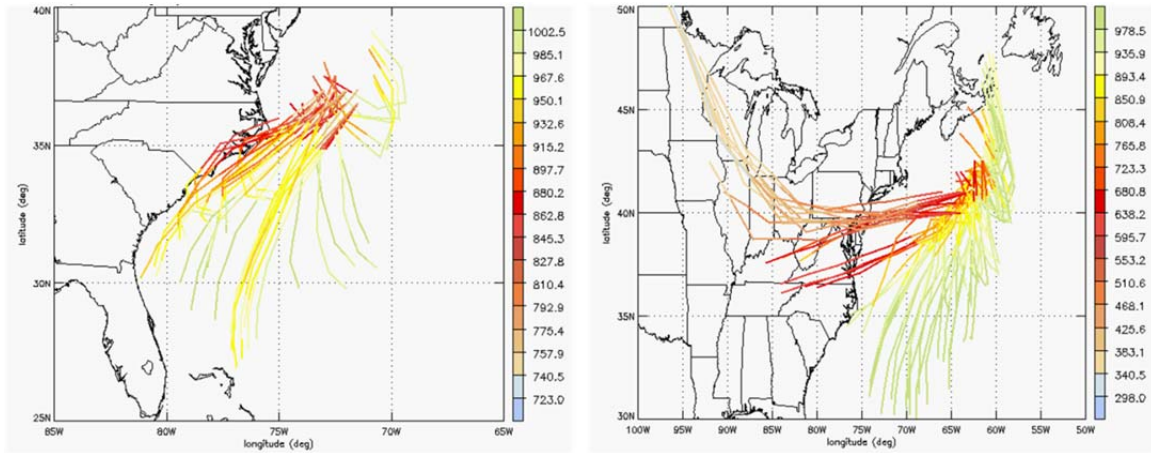 40N
35N
30N
25N
85W 80W 75W 70W 65W
longitude (deg)
latitude (deg)
1002.5
985.1
967.6
950.1
932.6
915.2
897.7
880.2
862.8
845.3
827.8
810.4
792.9
775.4
757.9
740.5
723.0
50N
45N
40N
35N
30N
100W 95W 90W 85W 80W 75W 70W 65W 60W 55W 50W
longitude (deg)
latitude (deg)
978.5
935.9
893.4
850.9
808.4
765.8
723.3
680.8
638.2
595.7
553.2
510.6
468.1
425.6
383.1
340.5
298.0